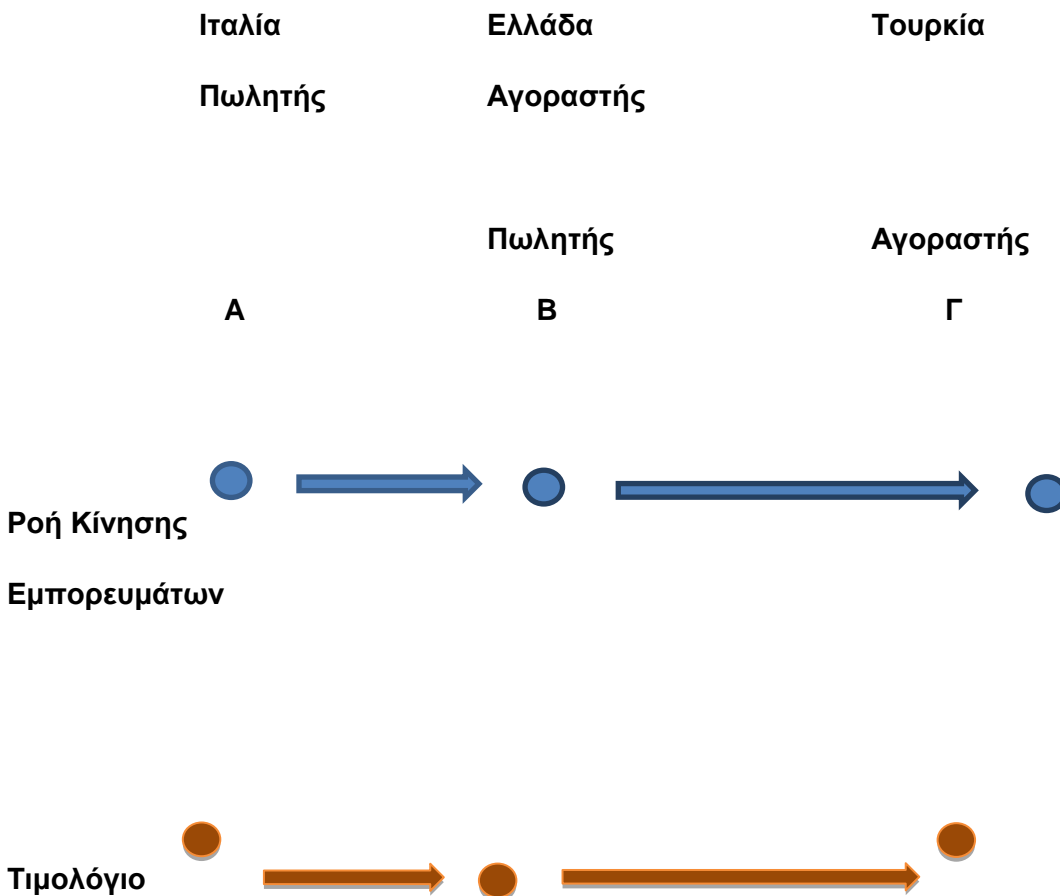 Ιταλία Ελλάδα Τουρκία
Πωλητής Αγοραστής
Πωλητής Αγοραστής
Α Β Γ
Ροή Κίνησης
Εμπορευμάτων
Τιμολόγιο